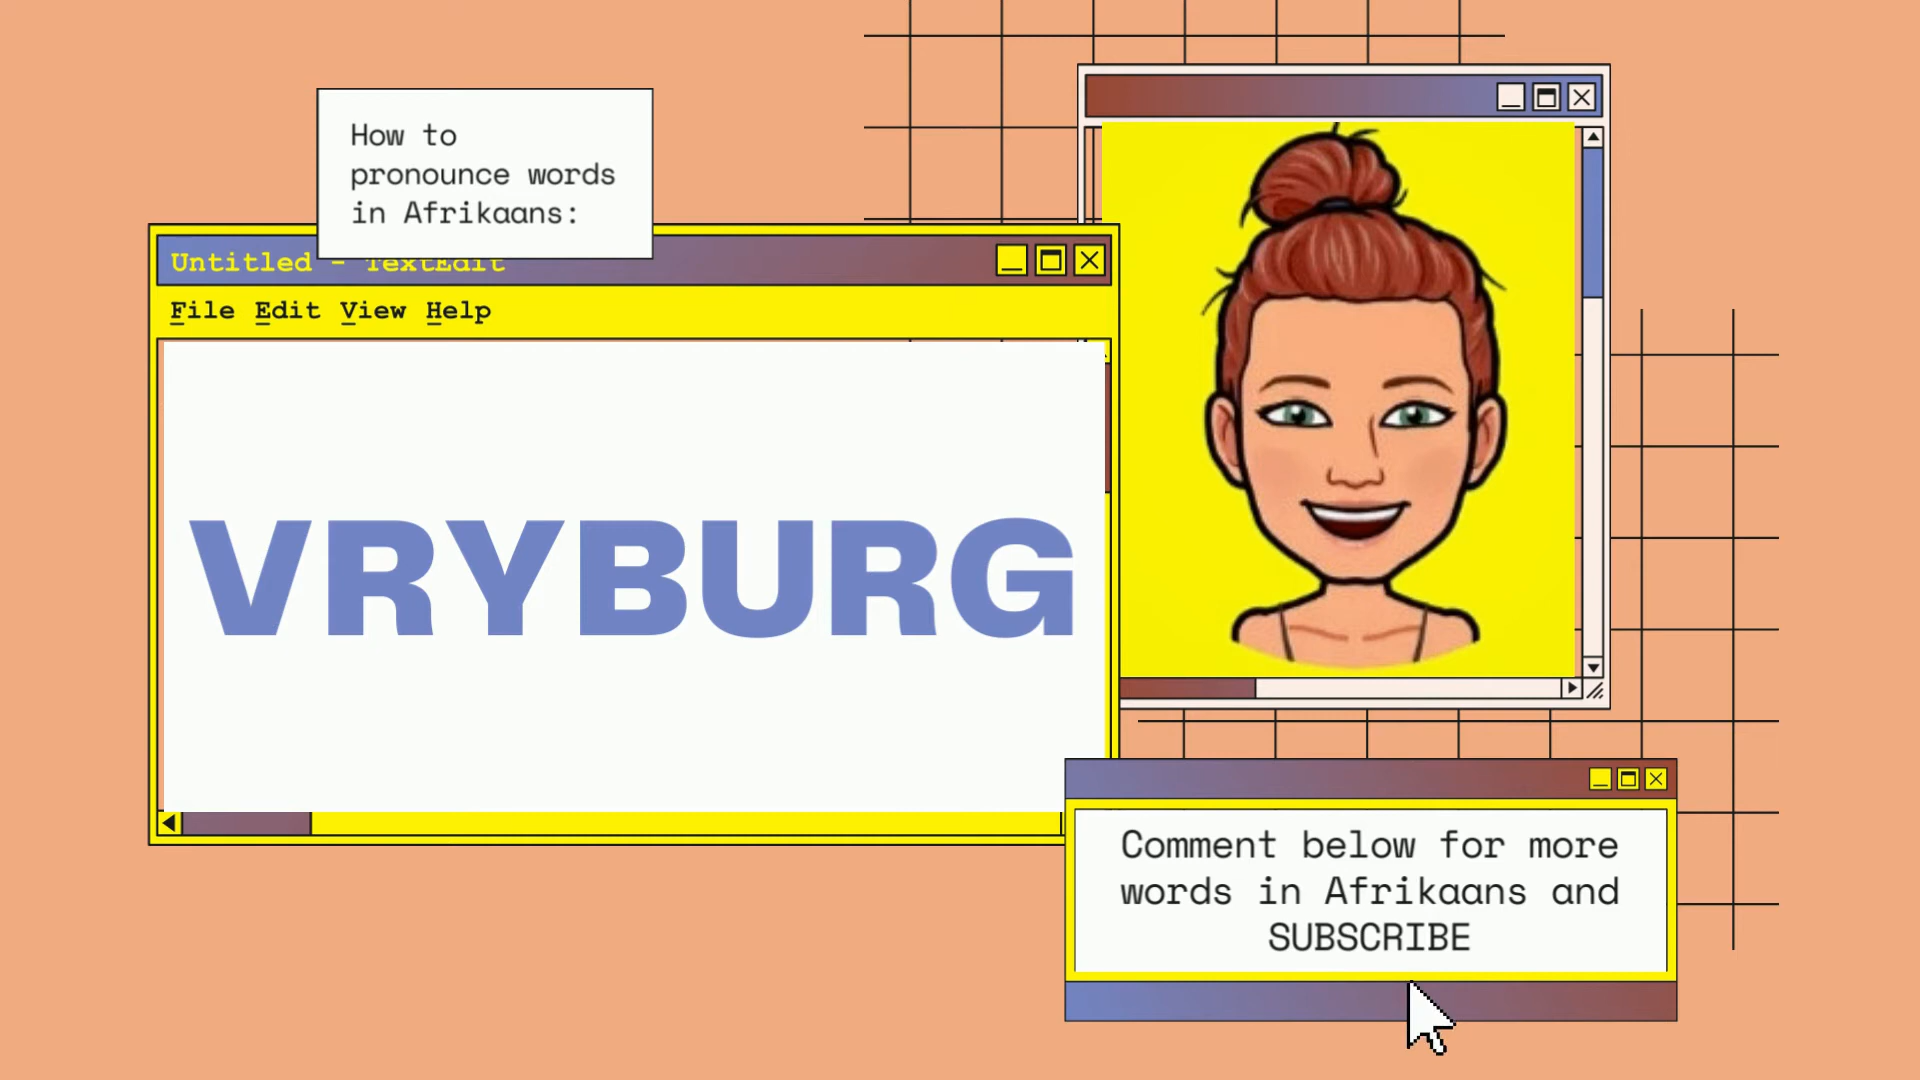 How to
pronounce words
in Afrikaans:
Untitled - TextEdit
File Edit View Help
VRYBURG
Comment below for more
words in Afrikaans and
SUBSCRIBE